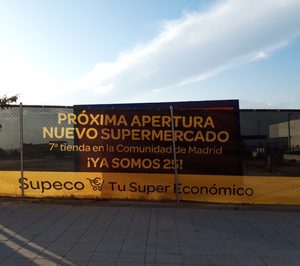 PRÓXIMA APERTURA
NUEVO SUPERMERCADO
7ª tienda en la Comunidad de Madrid
¡YA SOMOS 25!
Supeco Tu Super Económico